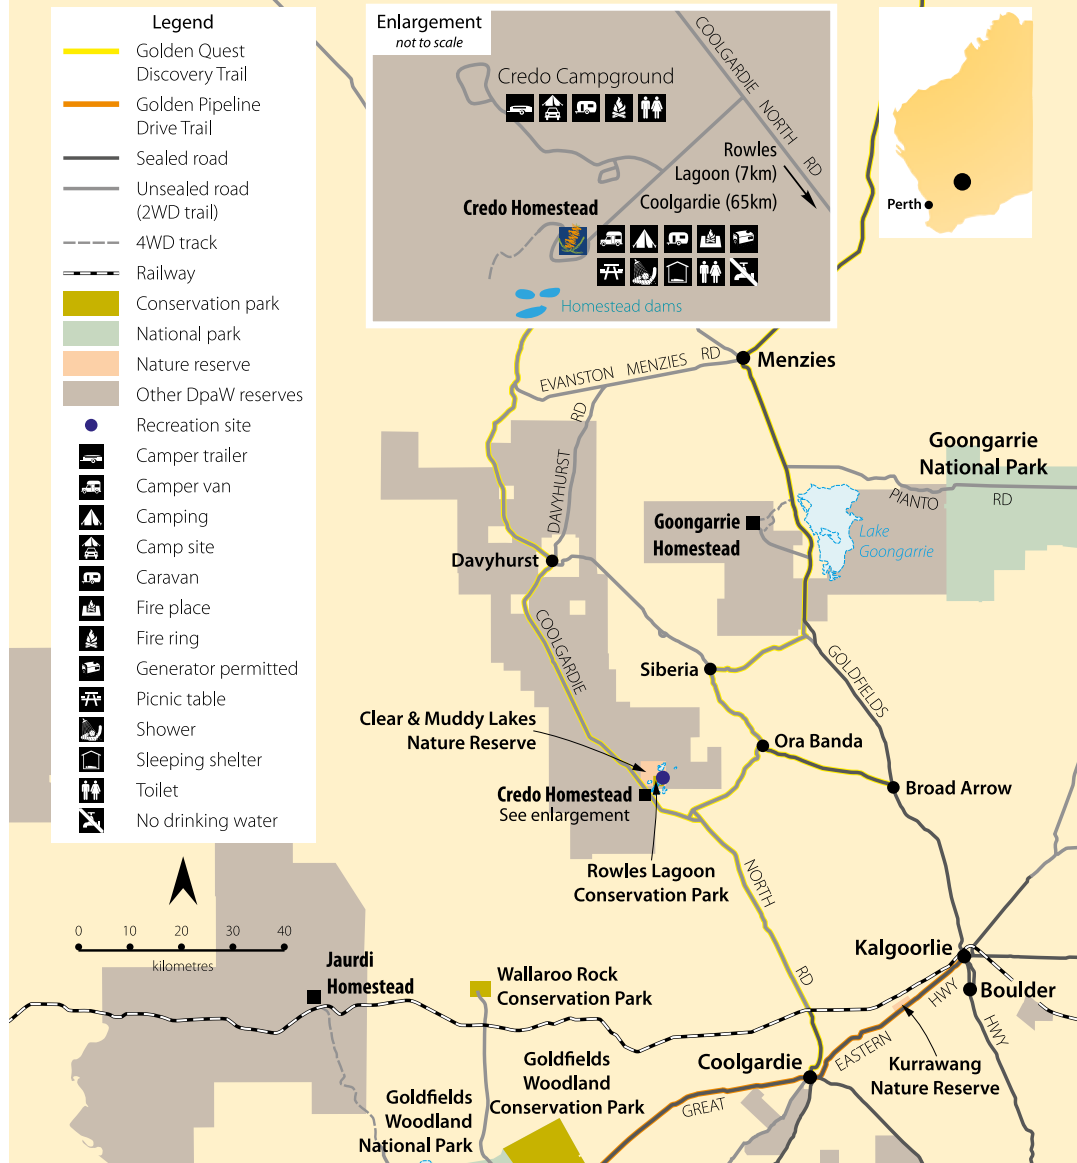 Legend
Golden Quest
Discovery Trail
Golden Pipeline
Drive Trail
Sealed road
Unsealed road
(2WD trail)
4WD track
Railway
Conservation park
National park
Nature reserve
Other DpaW reserves
Recreation site
Camper trailer
Camper van
Camping
Camp site
Caravan
Fire place
Fire ring
Generator permitted
Picnic table
Shower
Sleeping shelter
Toilet
No drinking water
0 10 20 30 40
kilometres
Enlargement
not to scale
Credo Campground
COOLGARDIE NORTH RD
Rowles
Lagoon (7km)
Coolgardie (65km)
Credo Homestead
Homestead dams
Perth
Menzies
EVANSTON MENZIES RD
DAVYHURST RD
Goongarrie
National Park
PIANTO RD
Goongarrie
Homestead
Lake
Goongarrie
Davyhurst
COOLGARDIE
Siberia
GOLDFIELDS
Clear & Muddy Lakes
Nature Reserve
Ora Banda
Credo Homestead
See enlargement
Broad Arrow
Rowles Lagoon
Conservation Park
NORTH
RD
Kalgoorlie
Jaurdi
Homestead
Wallaroo Rock
Conservation Park
HWY
Boulder
HWY
Goldfields
Woodland
Conservation Park
Coolgardie
EASTERN
Kurrawang
Nature Reserve
GREAT
Goldfields
Woodland
National Park